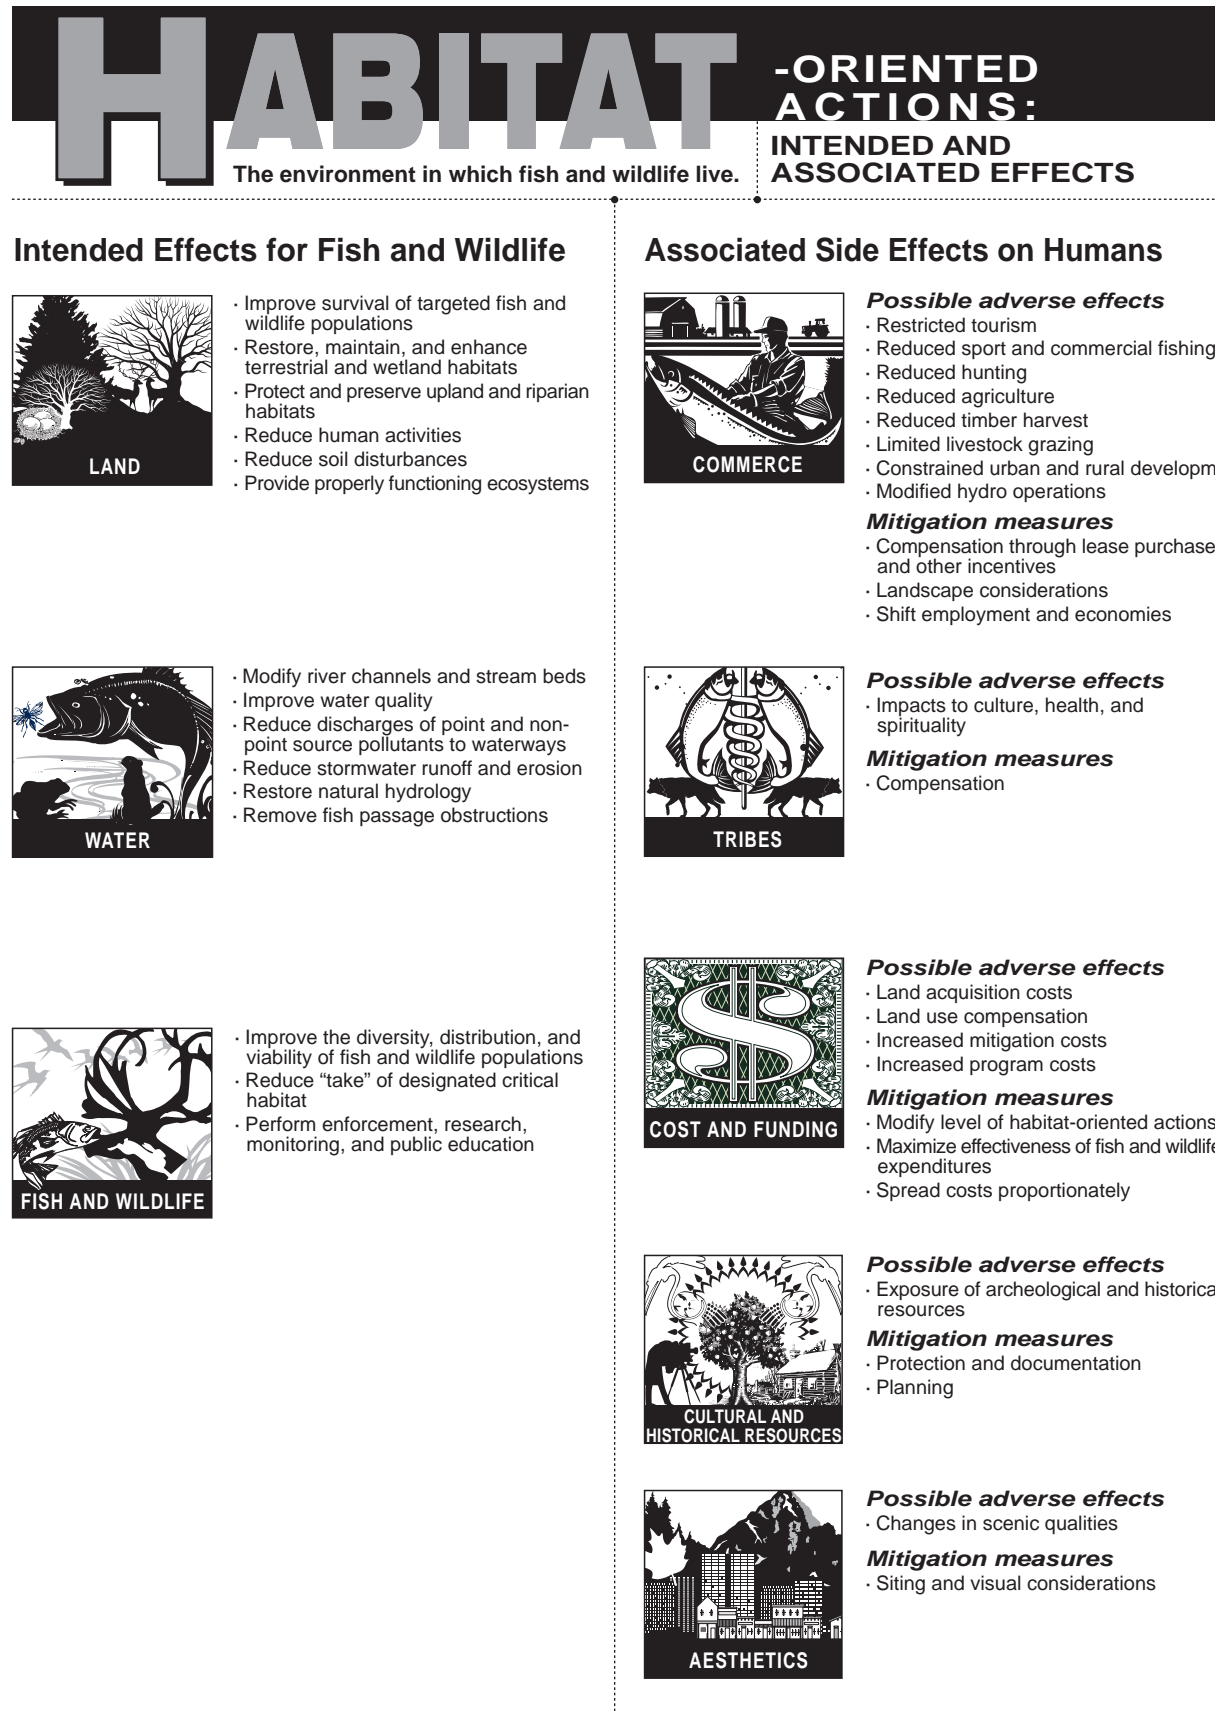 HABITAT
-ORIENTED
ACTIONS:
INTENDED AND
ASSOCIATED EFFECTS
The environment in which fish and wildlife live.
Intended Effects for Fish and Wildlife
LAND
· Improve survival of targeted fish and
wildlife populations
· Restore, maintain, and enhance
terrestrial and wetland habitats
· Protect and preserve upland and riparian
habitats
· Reduce human activities
· Reduce soil disturbances
· Provide properly functioning ecosystems
WATER
· Modify river channels and stream beds
· Improve water quality
· Reduce discharges of point and non-
point source pollutants to waterways
· Reduce stormwater runoff and erosion
· Restore natural hydrology
· Remove fish passage obstructions
FISH AND WILDLIFE
· Improve the diversity, distribution, and
viability of fish and wildlife populations
· Reduce “take” of designated critical
habitat
· Perform enforcement, research,
monitoring, and public education
Associated Side Effects on Humans
COMMERCE
Possible adverse effects
· Restricted tourism
· Reduced sport and commercial fishing
· Reduced hunting
· Reduced agriculture
· Reduced timber harvest
· Limited livestock grazing
· Constrained urban and rural developm
· Modified hydro operations
Mitigation measures
· Compensation through lease purchase
and other incentives
· Landscape considerations
· Shift employment and economies
TRIBES
Possible adverse effects
· Impacts to culture, health, and
spirituality
Mitigation measures
· Compensation
$
COST AND FUNDING
Possible adverse effects
· Land acquisition costs
· Land use compensation
· Increased mitigation costs
· Increased program costs
Mitigation measures
· Modify level of habitat-oriented actions
· Maximize effectiveness of fish and wildlife
expenditures
· Spread costs proportionately
CULTURAL AND
HISTORICAL RESOURCES
Possible adverse effects
· Exposure of archeological and historica
resources
Mitigation measures
· Protection and documentation
· Planning
AESTHETICS
Possible adverse effects
· Changes in scenic qualities
Mitigation measures
· Siting and visual considerations